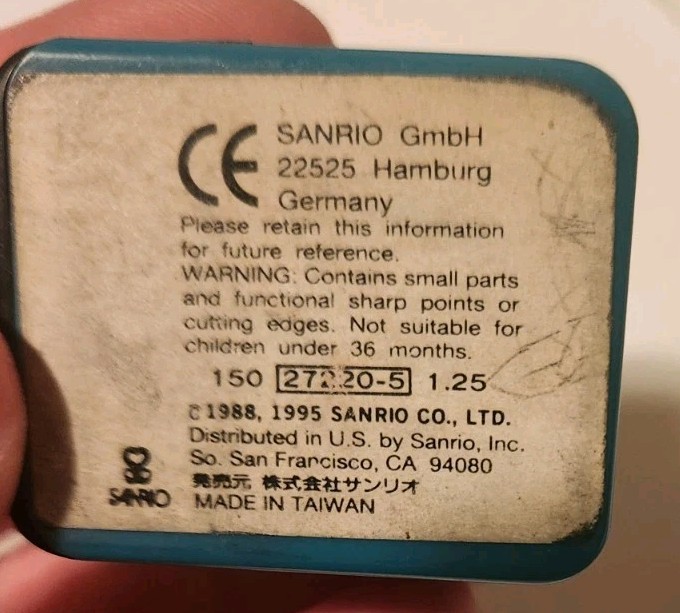 CE SANRIO GmbH
22525 Hamburg
Germany
Please retain this information
for future reference.
WARNING: Contains small parts
and functional sharp points or
cutting edges. Not suitable for
children under 36 months.
150 1.25
© 1988, 1995 SANRIO CO., LTD.
Distributed in U.S. by Sanrio, Inc.
So. San Francisco, CA 94080
発売元 株式会社サンリオ
SANRIO MADE IN TAIWAN